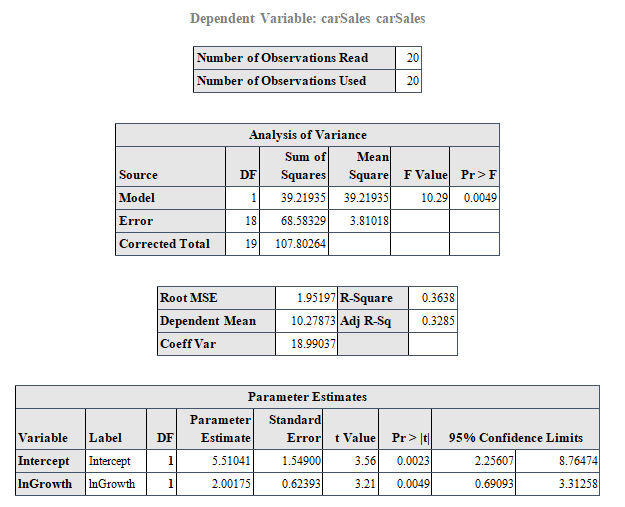 Dependent Variable: carSales carSales
Number of Observations Read 20
Number of Observations Used 20
Analysis of Variance
Source DF Sum of Squares Mean Square F Value Pr > F
Model 1 39.21935 39.21935 10.29 0.0049
Error 18 68.58329 3.81018
Corrected Total 19 107.80264
Root MSE 1.95197 R-Square 0.3638
Dependent Mean 10.27873 Adj R-Sq 0.3285
Coeff Var 18.99037
Parameter Estimates
Variable Label DF Parameter Estimate Standard Error t Value Pr > |t| 95% Confidence Limits
Intercept Intercept 1 5.51041 1.54900 3.56 0.0023 2.25607 8.76474
lnGrowth lnGrowth 1 2.00175 0.62393 3.21 0.0049 0.69093 3.31258